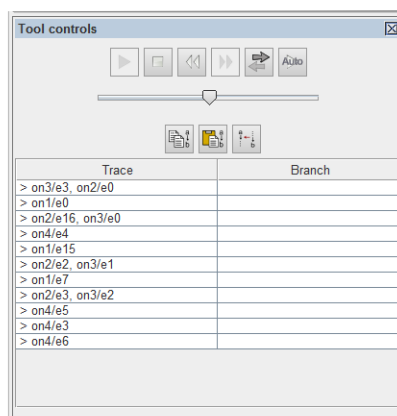 Tool controls
Auto
Trace Branch
> on3/e3, on2/e0
> on1/e0
> on2/e16, on3/e0
> on4/e4
> on1/e15
> on2/e2, on3/e1
> on1/e7
> on2/e3, on3/e2
> on4/e5
> on4/e3
> on4/e6